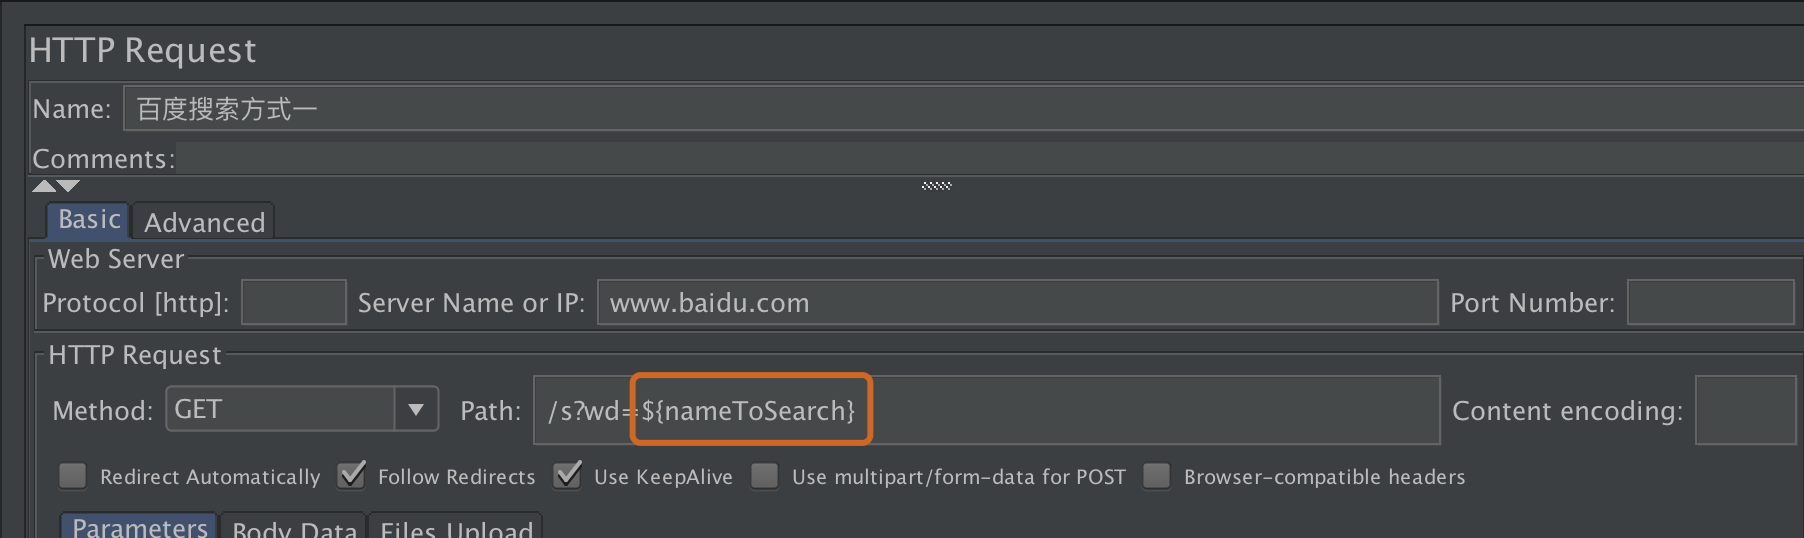 HTTP Request
Name: 百度搜索方式一
Comments:
Basic Advanced
Web Server
Protocol [http]: Server Name or IP: www.baidu.com Port Number:
HTTP Request
Method: GET Path: /s?wd=${nameToSearch} Content encoding:
Redirect Automatically Follow Redirects Use KeepAlive Use multipart/form-data for POST Browser-compatible headers
Parameters Body Data Files Upload